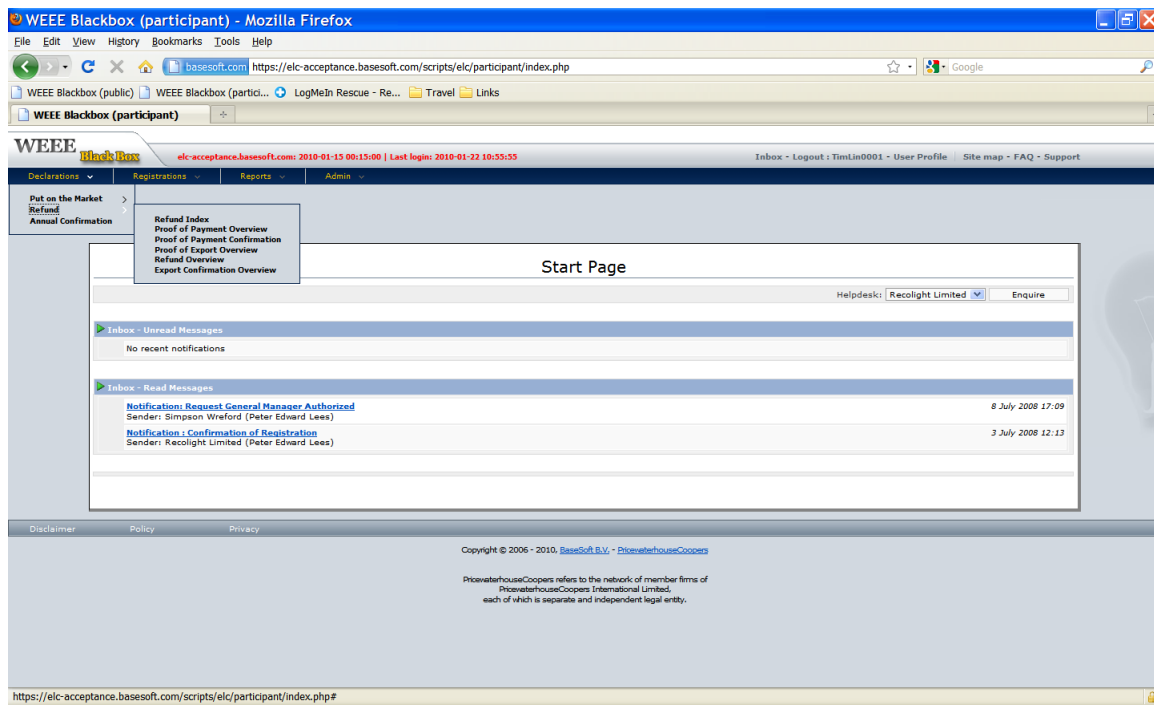 WEEE Blackbox (participant) - Mozilla Firefox
File Edit View History Bookmarks Tools Help
basesoft.com https://elc-acceptance.basesoft.com/scripts/elc/participant/index.php Google
WEEE Blackbox (public) WEEE Blackbox (partici... LogMeIn Rescue - Re... Travel Links
WEEE Blackbox (participant)
WEEE
Black Box
elc-acceptance.basesoft.com: 2010-01-15 00:15:00 | Last login: 2010-01-22 10:55:55 Inbox - Logout : TimLin0001 - User Profile | Site map - FAQ - Support
Declarations Registrations Reports Admin
Put on the Market
Refund
Annual Confirmation
Refund Index
Proof of Payment Overview
Proof of Payment Confirmation
Proof of Export Overview
Refund Overview
Export Confirmation Overview
Start Page
Helpdesk: Recolight Limited Enquire
Inbox - Unread Messages
No recent notifications
Inbox - Read Messages
Notification: Request General Manager Authorized 8 July 2008 17:09
Sender: Simpson Wreford (Peter Edward Lees)
Notification : Confirmation of Registration 3 July 2008 12:13
Sender: Recolight Limited (Peter Edward Lees)
Disclaimer Policy Privacy
Copyright © 2006 - 2010, BaseSoft B.V. - PricewaterhouseCoopers
PricewaterhouseCoopers refers to the network of member firms of
PricewaterhouseCoopers International Limited,
each of which is separate and independent legal entity.
https://elc-acceptance.basesoft.com/scripts/elc/participant/index.php#